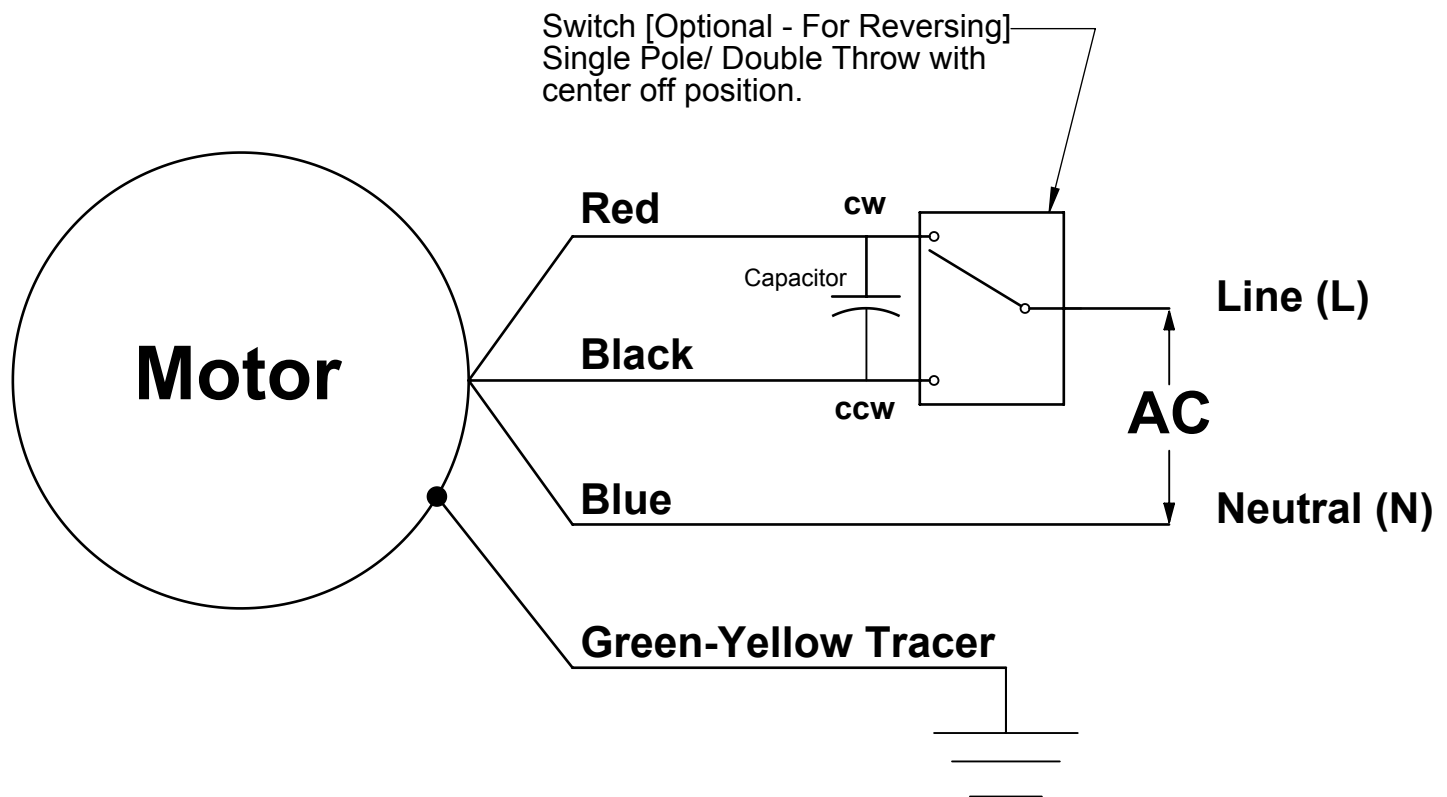 Switch [Optional - For Reversing]
Single Pole/ Double Throw with
center off position.
Red
cw
Capacitor
Line (L)
Motor
Black
ccw
AC
Blue
Neutral (N)
Green-Yellow Tracer